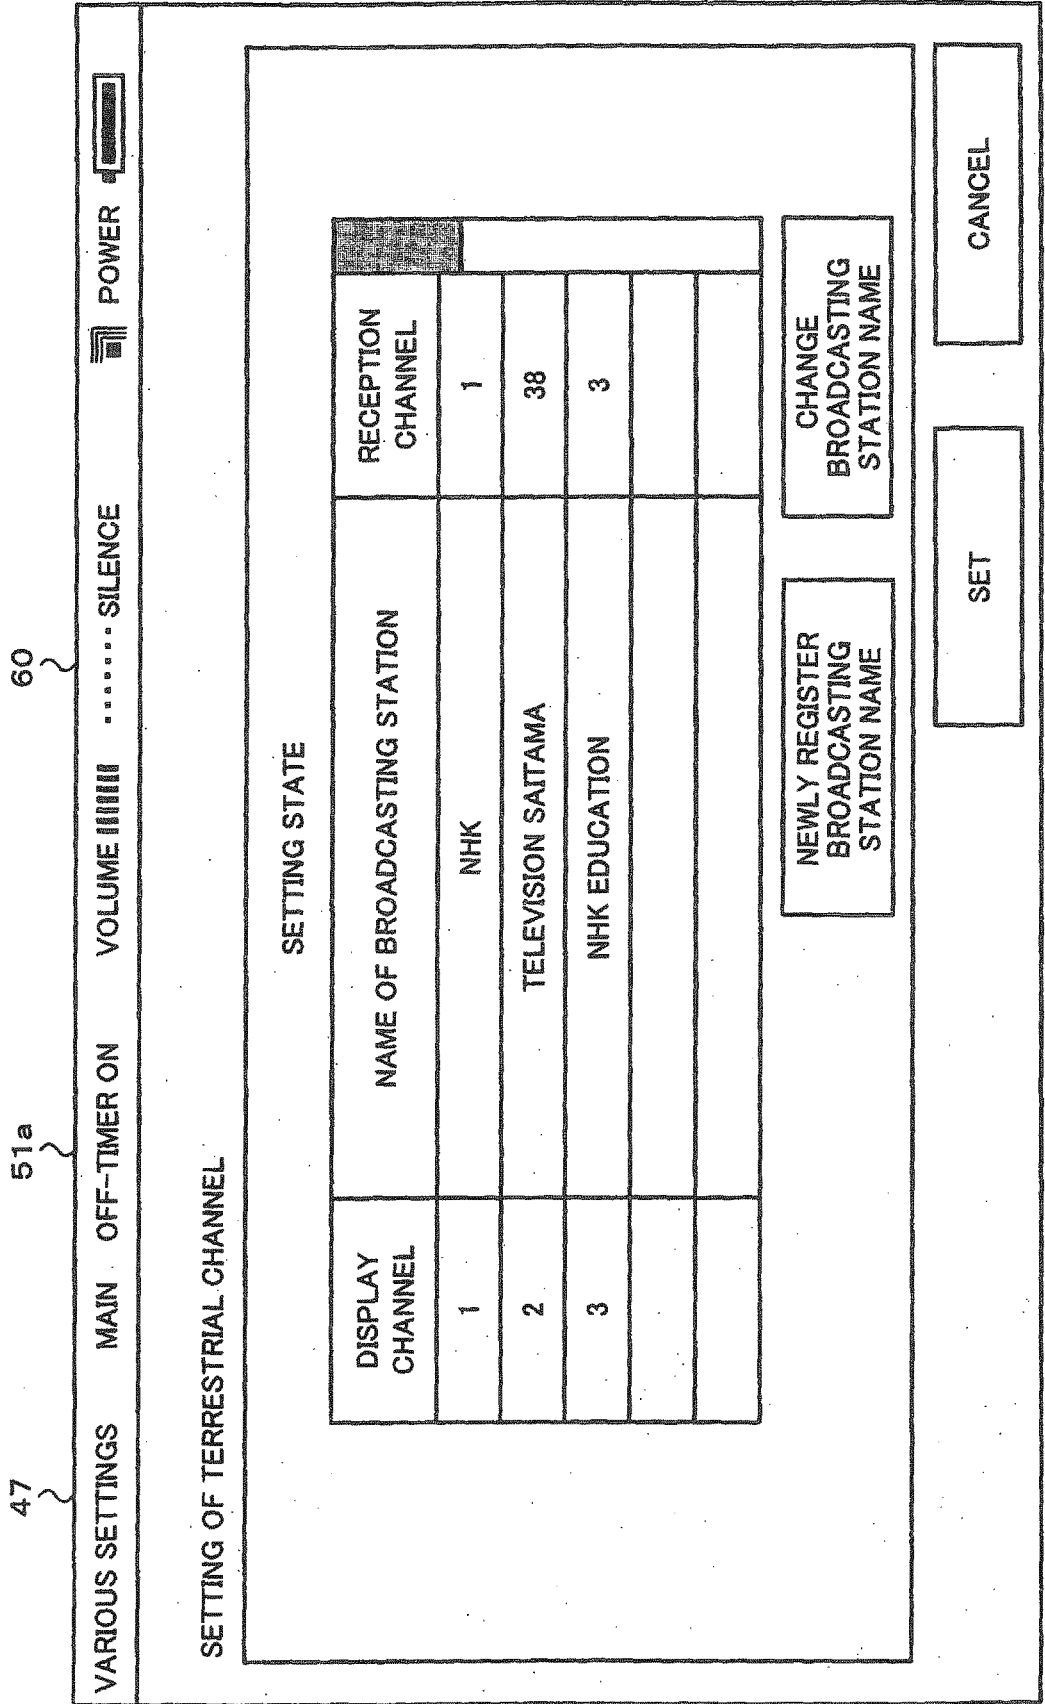 47
51a
60
VARIOUS SETTINGS MAIN OFF-TIMER ON VOLUME SILENCE POWER
SETTING OF TERRESTRIAL CHANNEL
SETTING STATE
DISPLAY
CHANNEL
NAME OF BROADCASTING STATION
RECEPTION
CHANNEL
1 NHK 1
2 TELEVISION SAITAMA 38
3 NHK EDUCATION 3
NEWLY REGISTER
BROADCASTING
STATION NAME
CHANGE
BROADCASTING
STATION NAME
SET
CANCEL